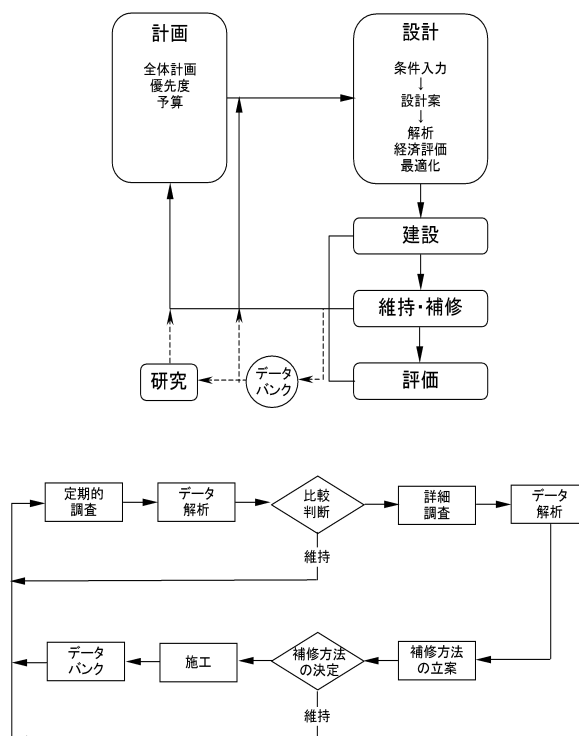 計画
全体計画
優先度
予算
設計
条件入力
↓
設計案
↓
解析
経済評価
最適化
建設
維持・補修
評価
研究
データ
バンク
定期的
調査
データ
解析
比較
判断
詳細
調査
データ
解析
維持
データ
バンク
施工
補修方法
の決定
補修方法
の立案
維持